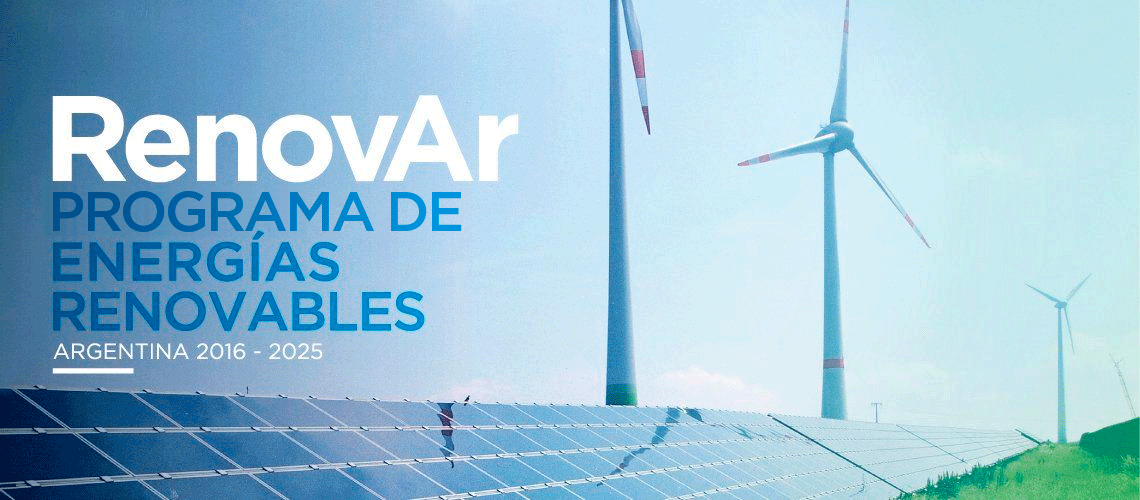 RenovAr
PROGRAMA DE
ENERGÍAS
RENOVABLES
ARGENTINA 2016 - 2025